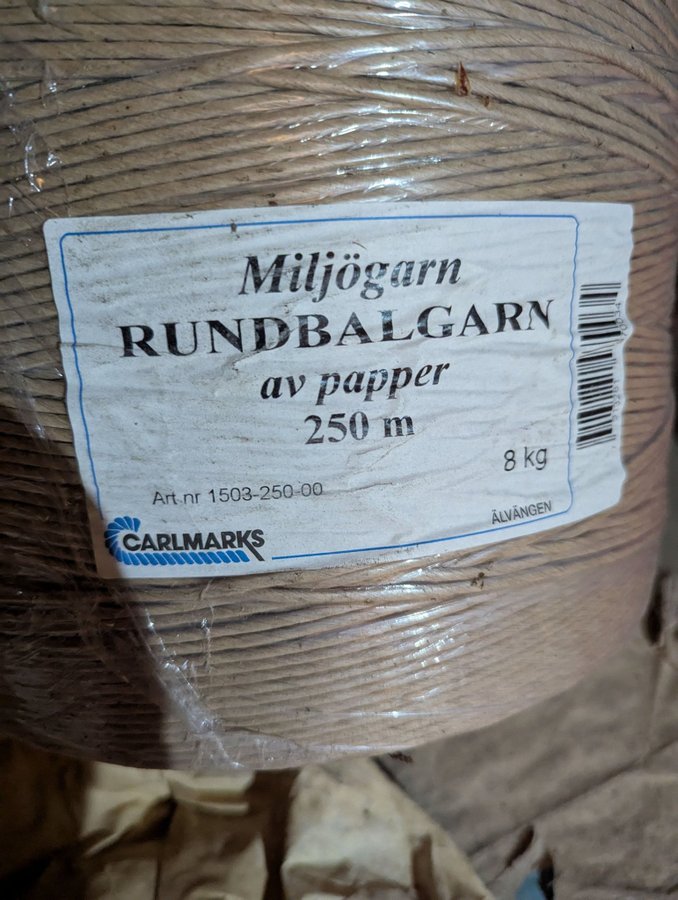 Miljögarn
RUNDBALGARN
av papper
250 m
8 kg
Art nr 1503-250-00
CARLMARKS
ÄLVÄNGEN